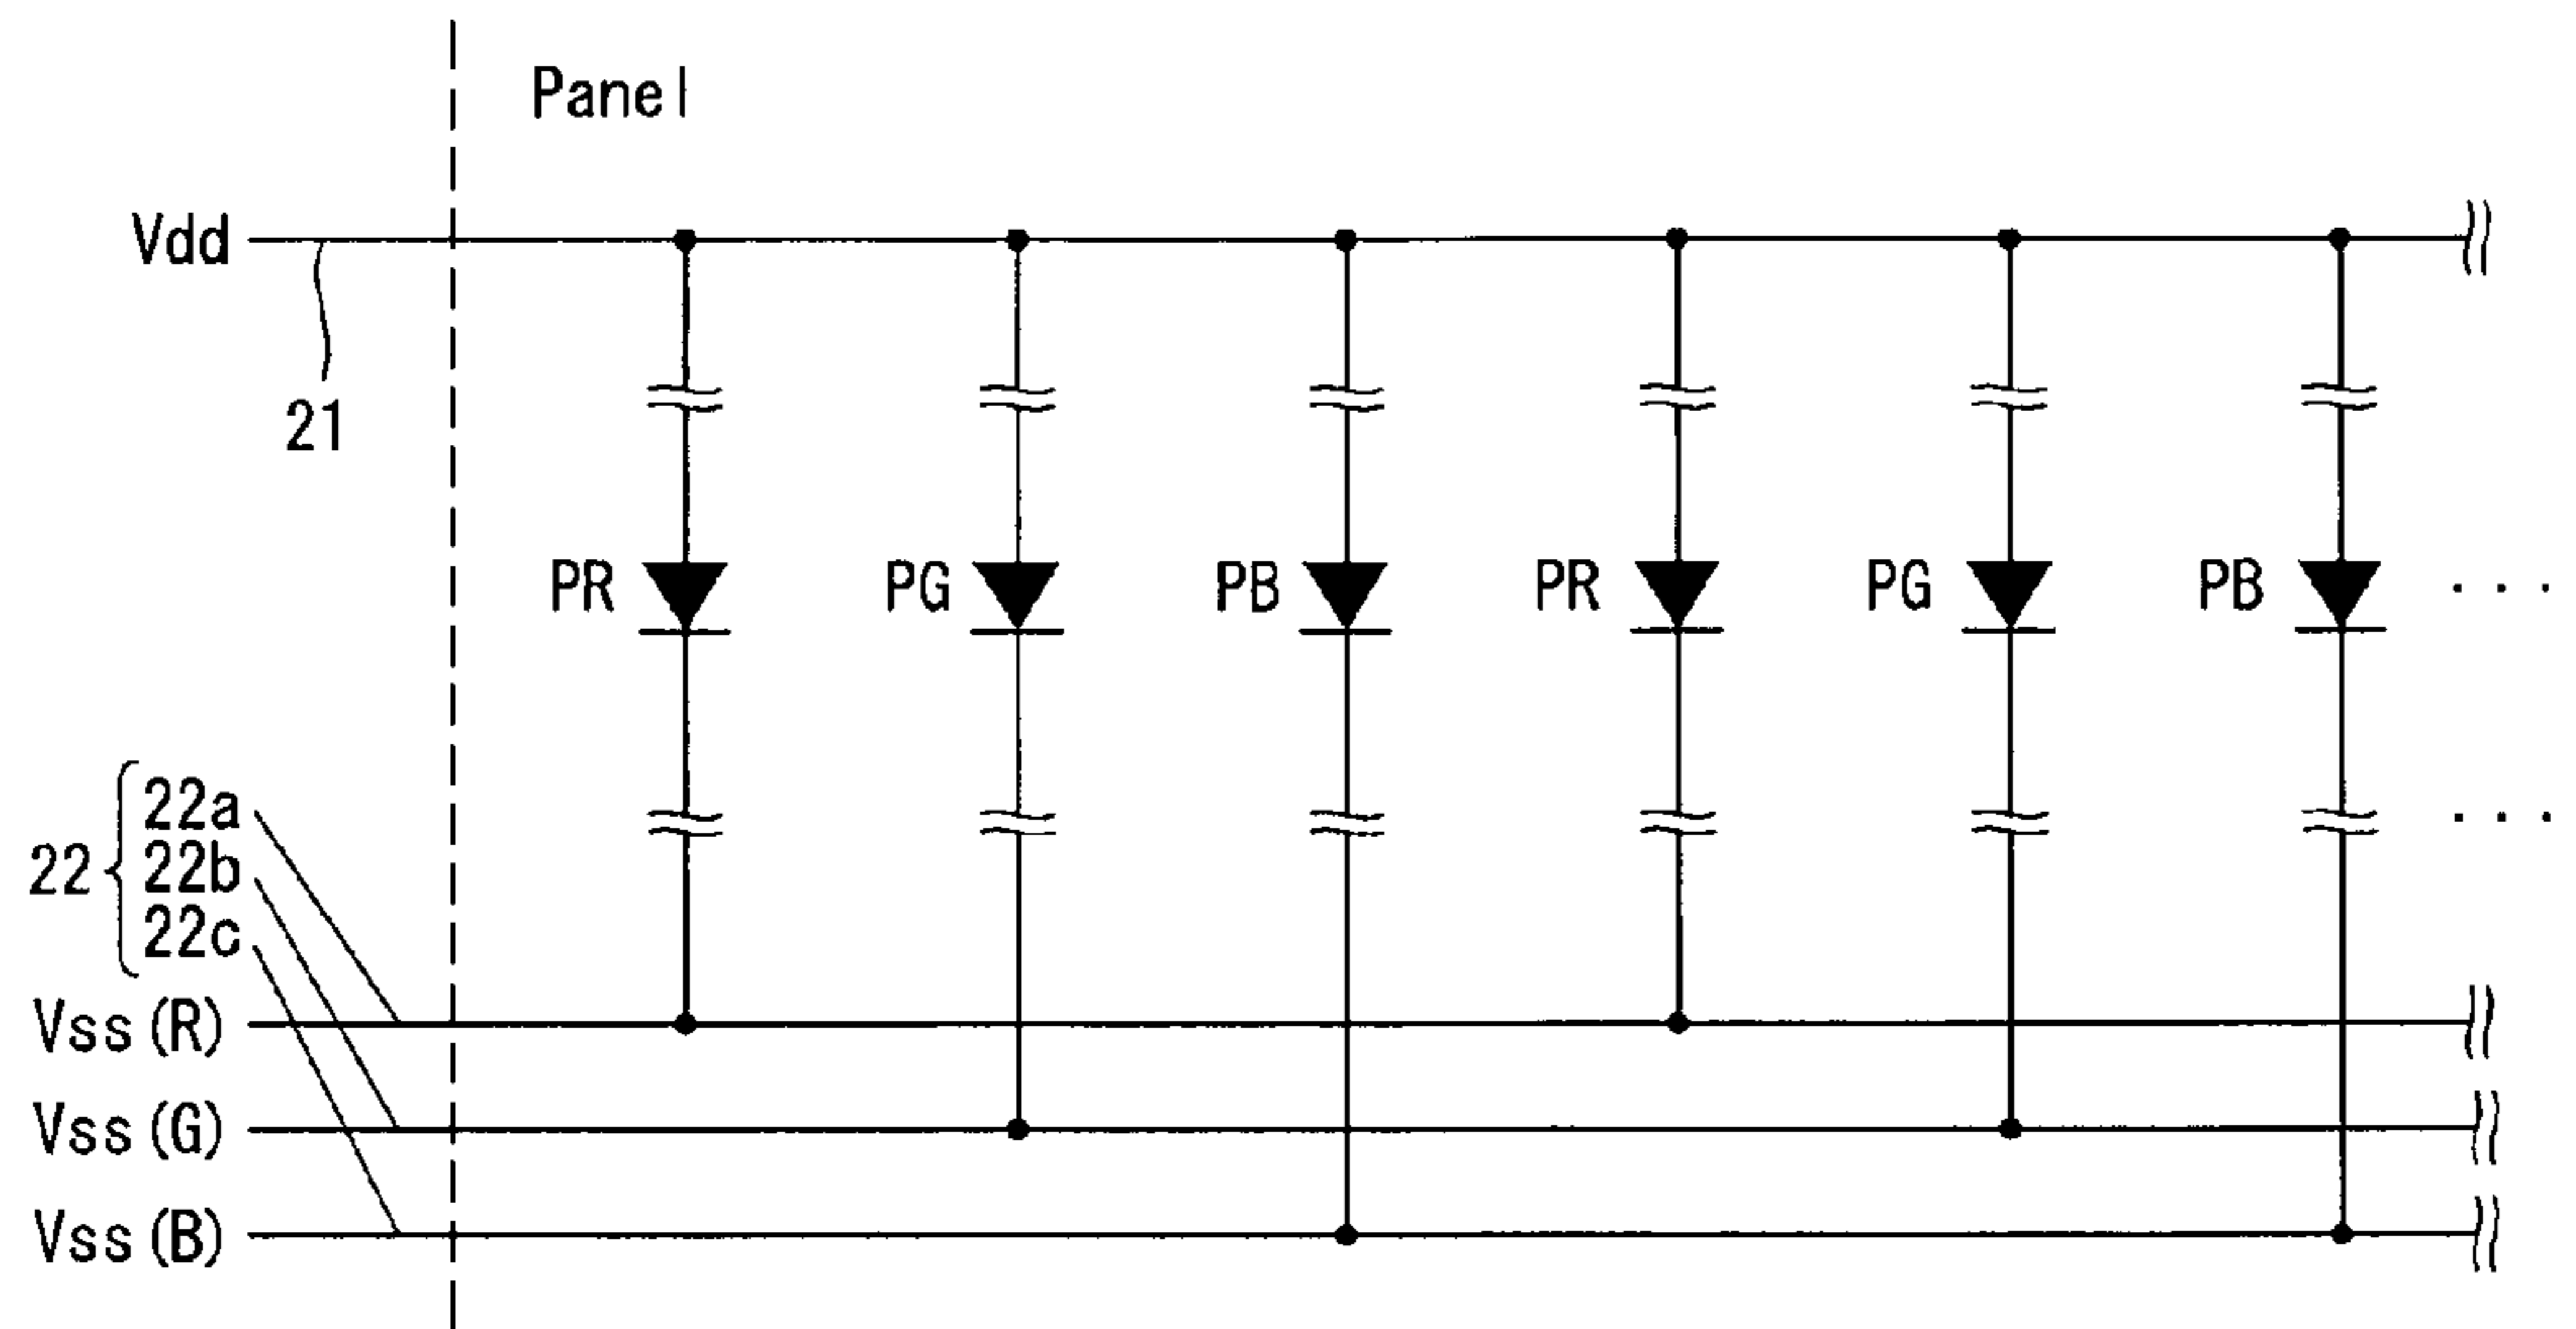 Panel
Vdd
21
PR PG PB PR PG PB . . .
22 { 22a
22b
22c
. . .
Vss (R)
Vss (G)
Vss (B)